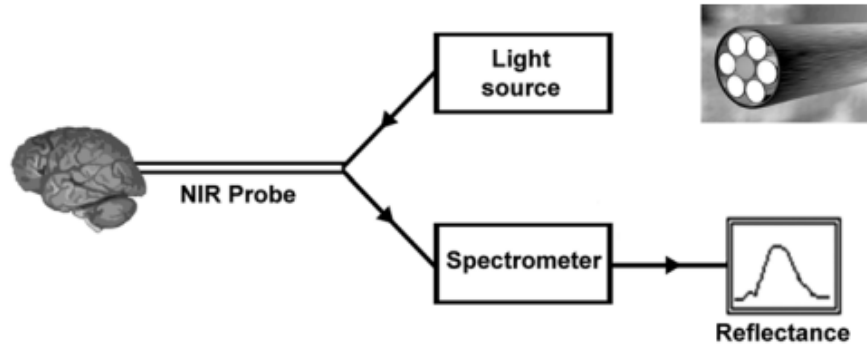 Light
source
NIR Probe
Spectrometer
Reflectance